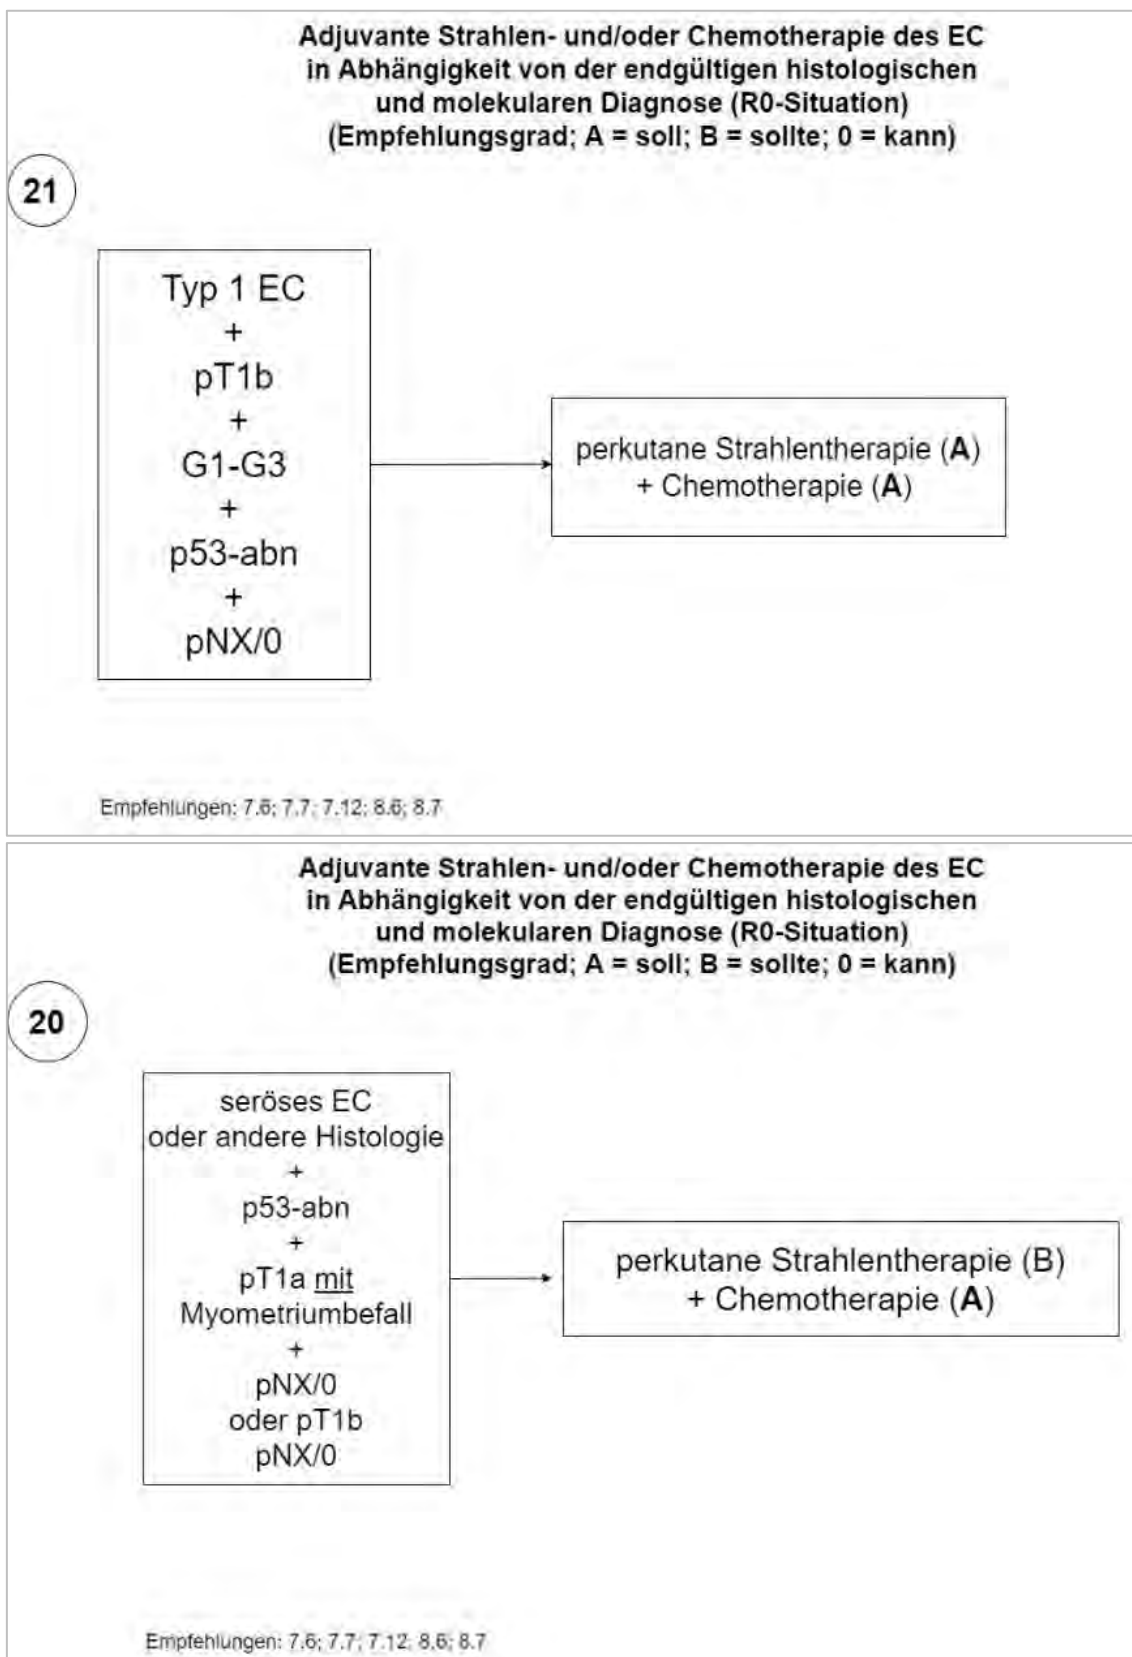 Adjuvante Strahlen- und/oder Chemotherapie des EC
in Abhängigkeit von der endgültigen histologischen
und molekularen Diagnose (R0-Situation)
(Empfehlungsgrad; A = soll; B = sollte; 0 = kann)
21
Typ 1 EC
+
pT1b
+
G1-G3
+
p53-abn
+
pNX/0
perkutane Strahlentherapie (A)
+ Chemotherapie (A)
Empfehlungen: 7.6; 7.7; 7.12; 8.6; 8.7
Adjuvante Strahlen- und/oder Chemotherapie des EC
in Abhängigkeit von der endgültigen histologischen
und molekularen Diagnose (R0-Situation)
(Empfehlungsgrad; A = soll; B = sollte; 0 = kann)
20
seröses EC
oder andere Histologie
+
p53-abn
+
pT1a mit
Myometriumbefall
+
pNX/0
oder pT1b
pNX/0
perkutane Strahlentherapie (B)
+ Chemotherapie (A)
Empfehlungen: 7.6; 7.7; 7.12; 8.6; 8.7